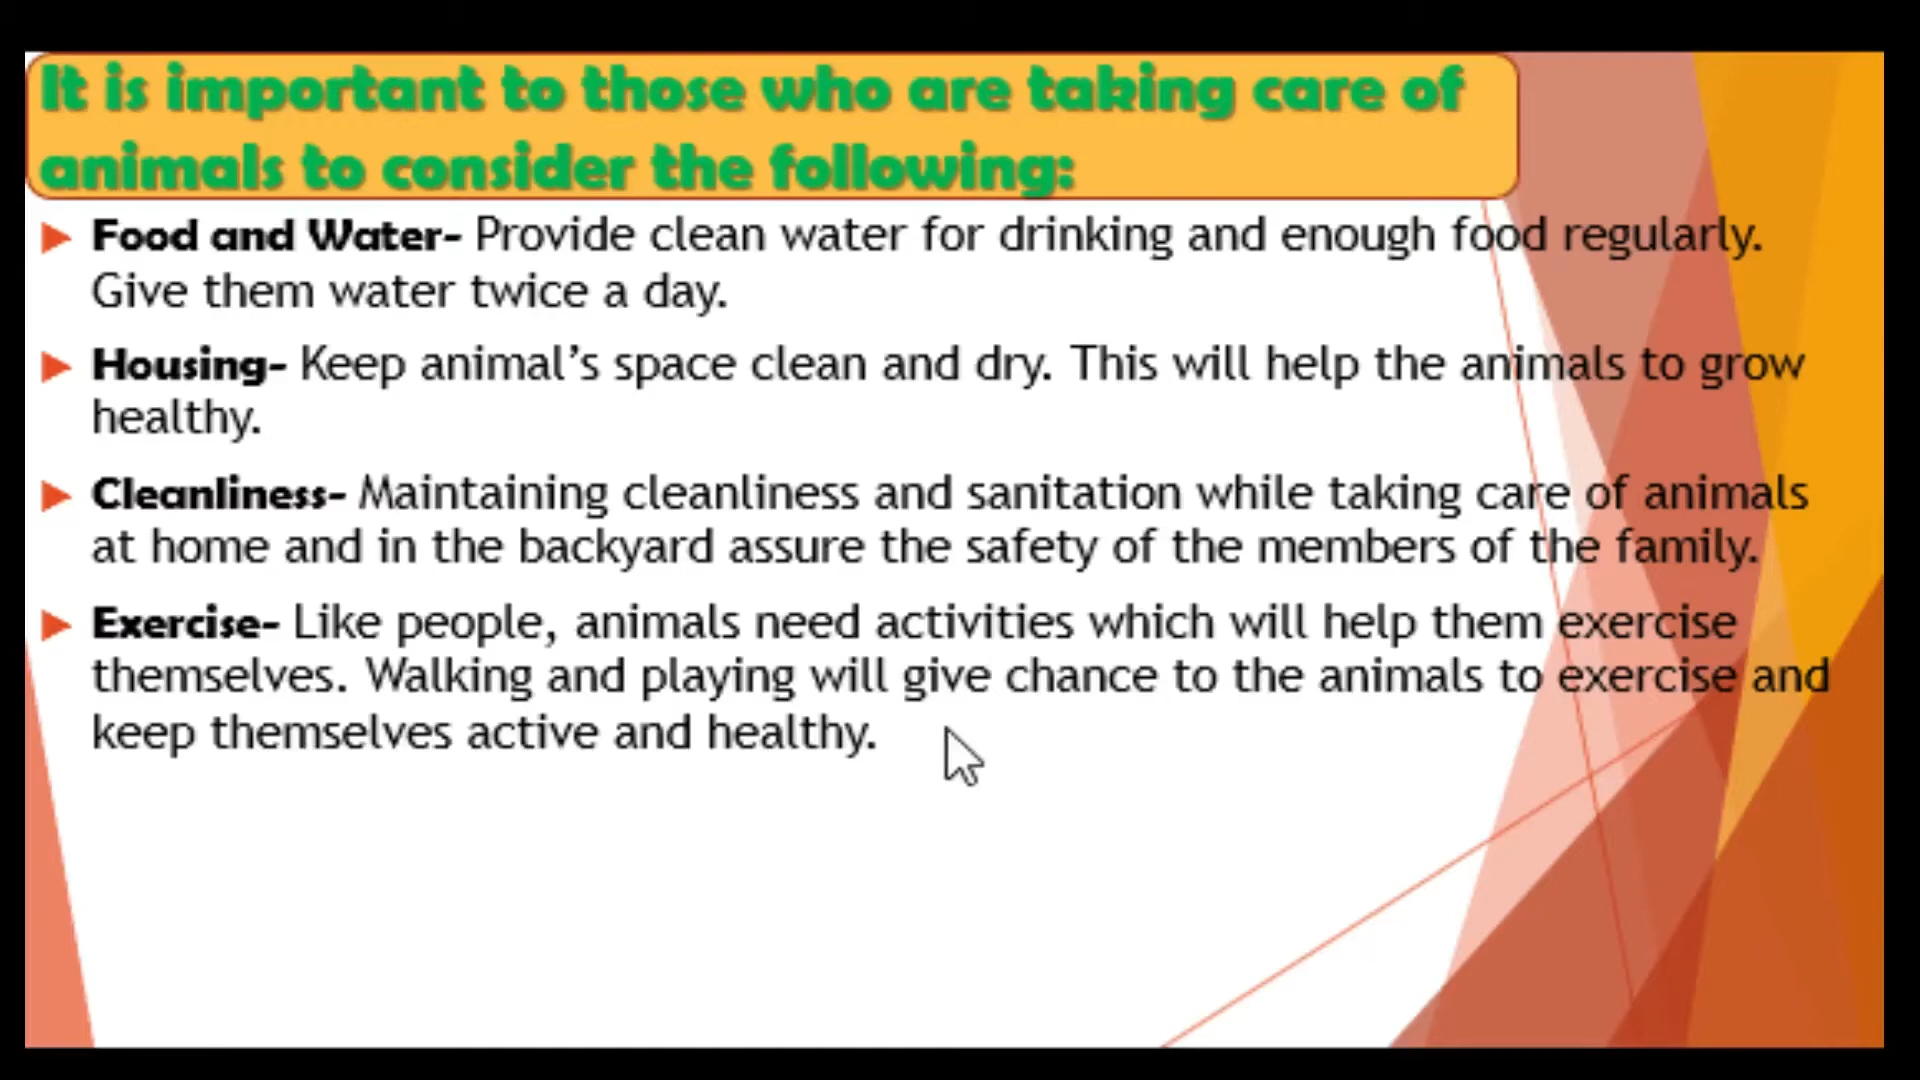 It is important to those who are taking care of
animals to consider the following:
Food and Water- Provide clean water for drinking and enough food regularly.
Give them water twice a day.
Housing- Keep animal’s space clean and dry. This will help the animals to grow
healthy.
Cleanliness- Maintaining cleanliness and sanitation while taking care of animals
at home and in the backyard assure the safety of the members of the family.
Exercise- Like people, animals need activities which will help them exercise
themselves. Walking and playing will give chance to the animals to exercise and
keep themselves active and healthy.